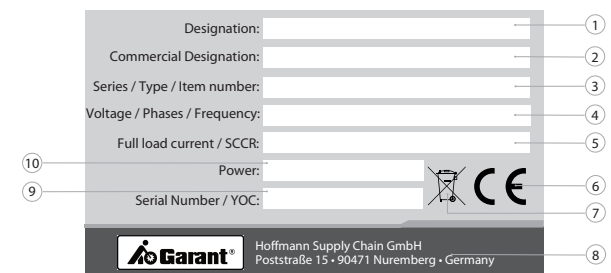 Designation:
1
Commercial Designation:
2
Series / Type / Item number:
3
Voltage / Phases / Frequency:
4
Full load current / SCCR:
5
10
Power:
9
Serial Number / YOC:
CE
6
7
Garant®
Hoffmann Supply Chain GmbH
Poststraße 15 • 90471 Nuremberg • Germany
8